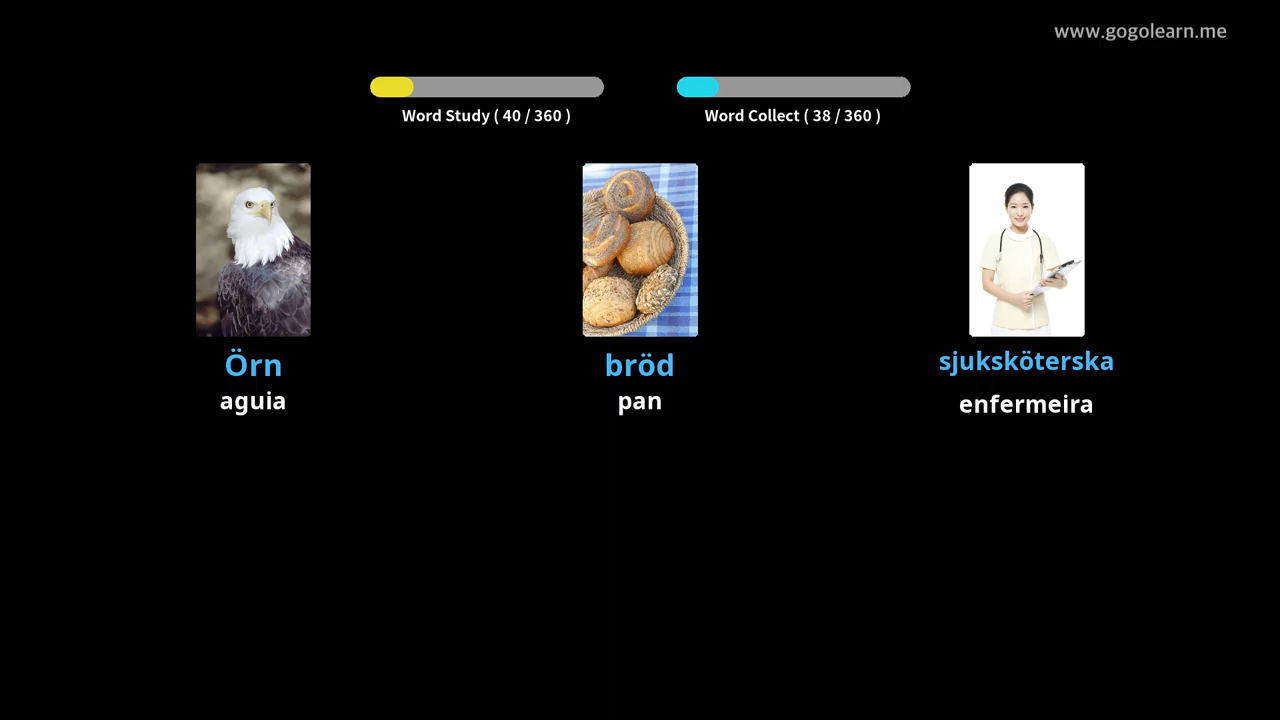 www.gogolearn.me
Word Study ( 40 / 360 )
Word Collect ( 38 / 360 )
Örn
bröd
sjuksköterska
aguia
pan
enfermeira